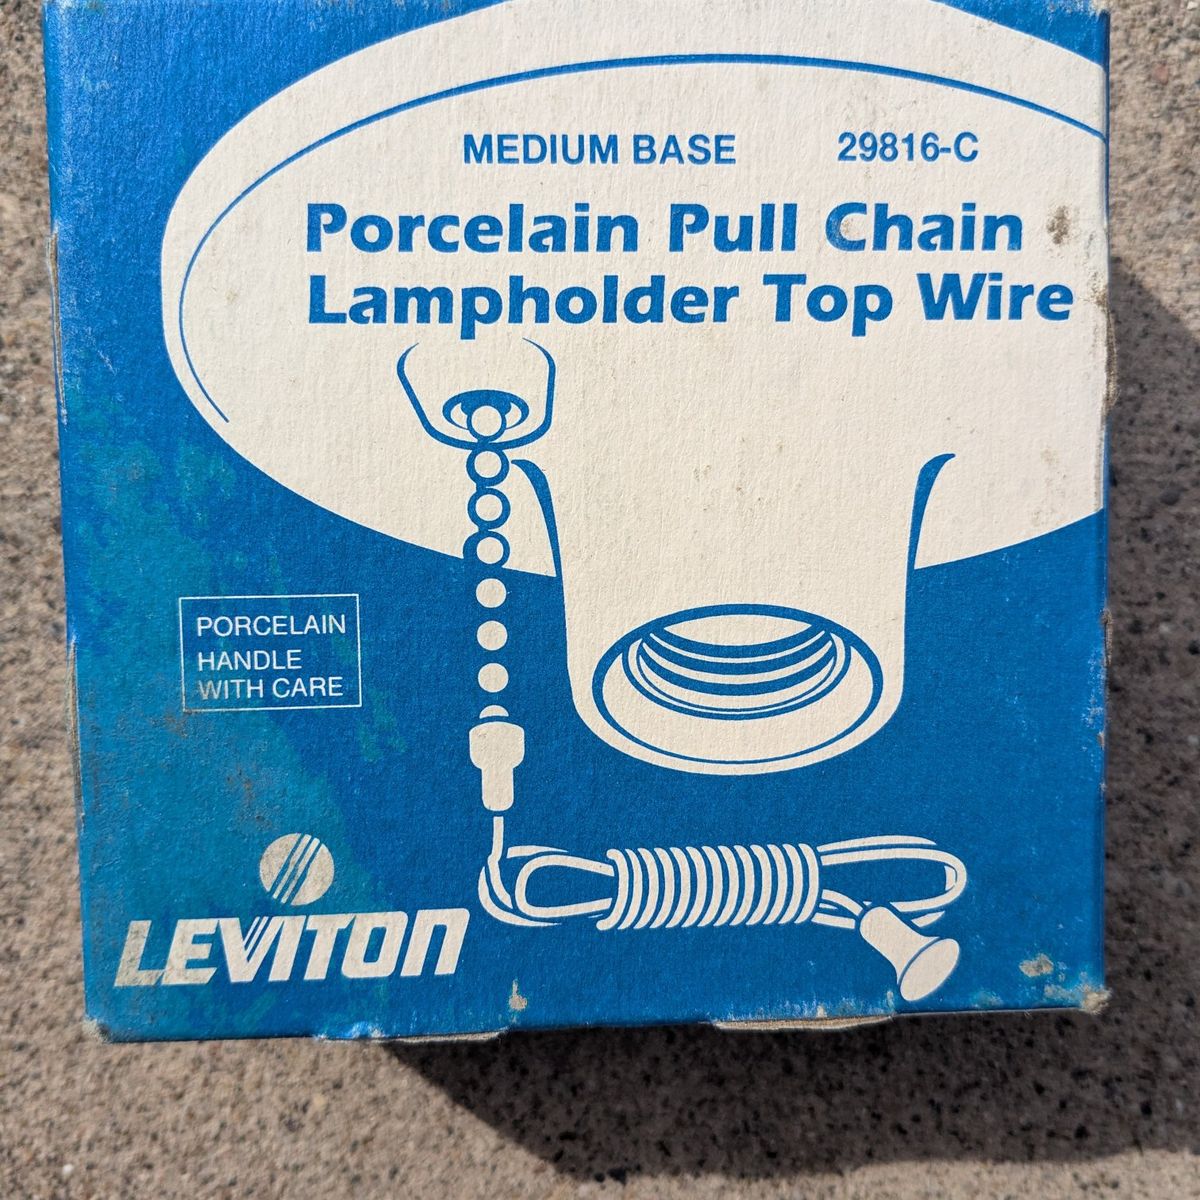 MEDIUM BASE 29816-C
Porcelain Pull Chain
Lampholder Top Wire
PORCELAIN
HANDLE
WITH CARE
LEVITON